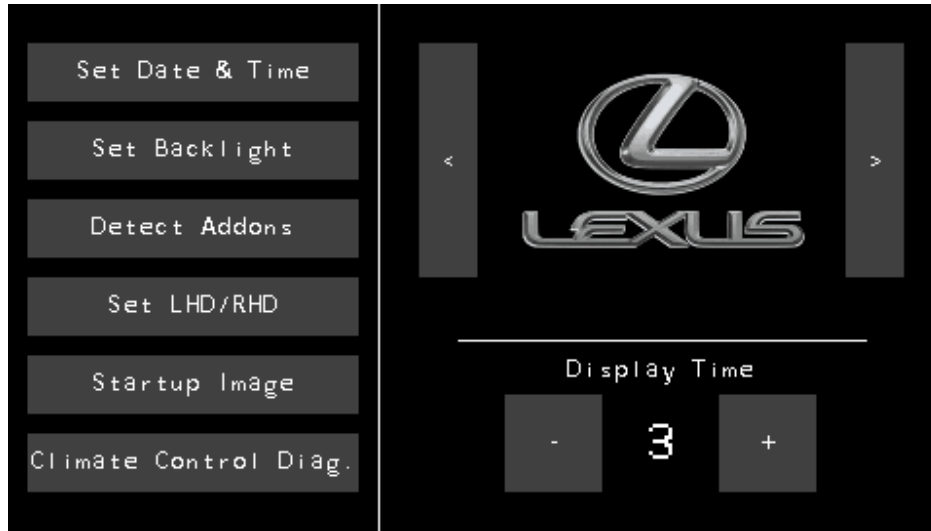 Set Date & Time
Set Backlight
Detect Addons
Set LHD/RHD
Startup Image
Climate Control Diag.
<
>
LEXUS
Display Time
- 3 +